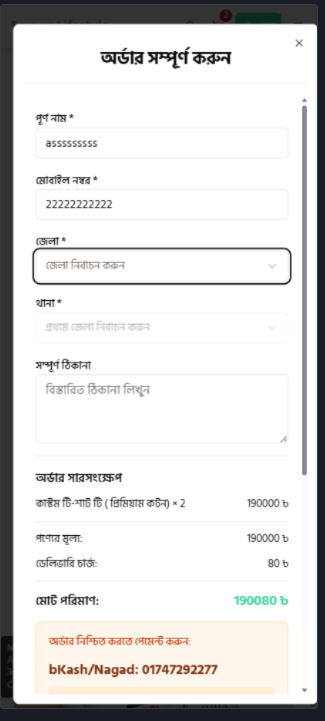 ×
অর্ডার সম্পূর্ণ করুন
পূর্ণ নাম *
asssssssss
মোবাইল নম্বর *
22222222222
জেলা *
জেলা নির্বাচন করুন
থানা *
প্রথমে জেলা নির্বাচন করুন
সম্পূর্ণ ঠিকানা
বিস্তারিত ঠিকানা লিখুন
অর্ডার সারসংক্ষেপ
কাস্টম টি-শার্ট টি ( প্রিমিয়াম কটন) × 2 190000 ৳
পণ্যের মূল্য: 190000 ৳
ডেলিভারি চার্জ: 80 ৳
মোট পরিমাণ: 190080 ৳
অর্ডার নিশ্চিত করতে পেমেন্ট করুন:
bKash/Nagad: 01747292277